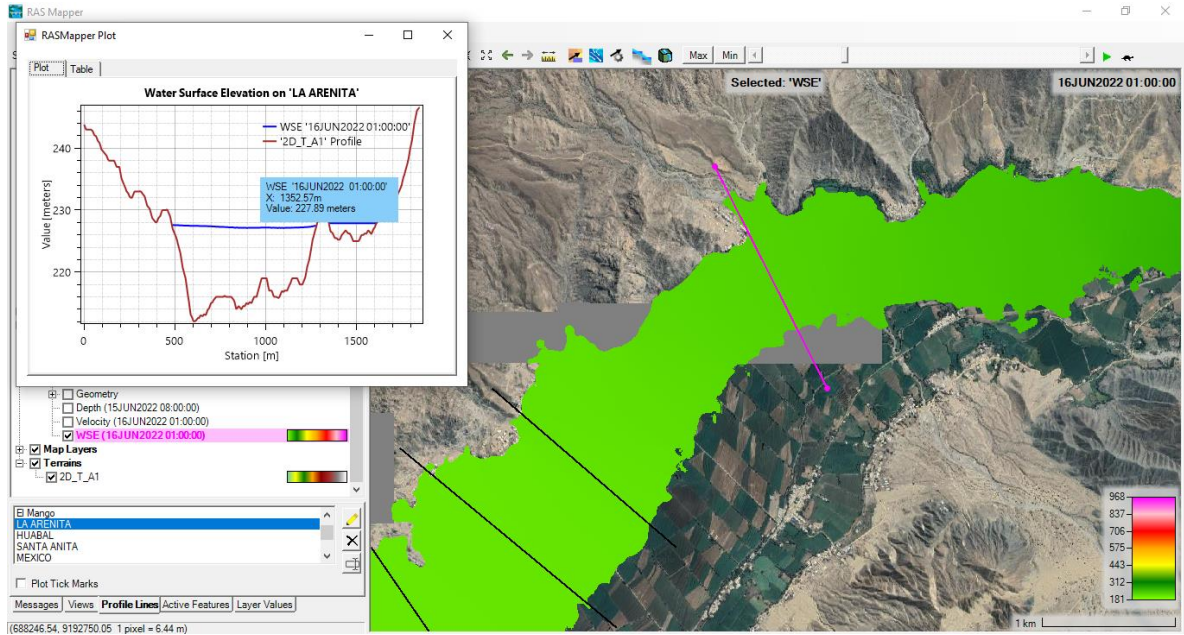 RAS Mapper
RASMapper Plot
Plot
Table
Max
Min
Selected: 'WSE'
16JUN2022 01:00:00
Water Surface Elevation on 'LA ARENITA'
WSE '16JUN2022 01:00:00'
'2D_T_A1' Profile
WSE '16JUN2022 01:00:00'
X: 1352.57m
Value: 227.89 meters
Value [meters]
240
230
220
0
500
1000
1500
Station [m]
Geometry
Depth (15JUN2022 08:00:00)
Velocity (16JUN2022 01:00:00)
WSE (16JUN2022 01:00:00)
Map Layers
Terrains
2D_T_A1
El Mango
LA ARENITA
HUABAL
SANTA ANITA
MEXICO
Plot Tick Marks
Messages Views Profile Lines Active Features Layer Values
(688246.54, 9192750.05 1 pixel = 6.44 m)
968
837
706
575
443
312
181
1 km